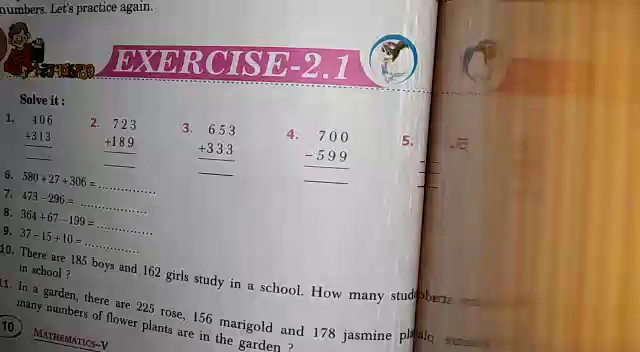 numbers. Let's practice again.
EXERCISE-2.1
Solve it :
1. 406
+313
2. 723
+189
3. 653
+333
4. 700
-599
5.
6. 580+27+306 = ..............
7. 473-296 = ................
8. 364+67-199= ..............
9. 37-15+10= ..............
10. There are 185 boys and 162 girls study in a school. How many
in school ?
11. In a garden, there are 225 rose, 156 marigold and 178 jasmine
many numbers of flower plants are in the garden ?
10
MATHEMATICS-V